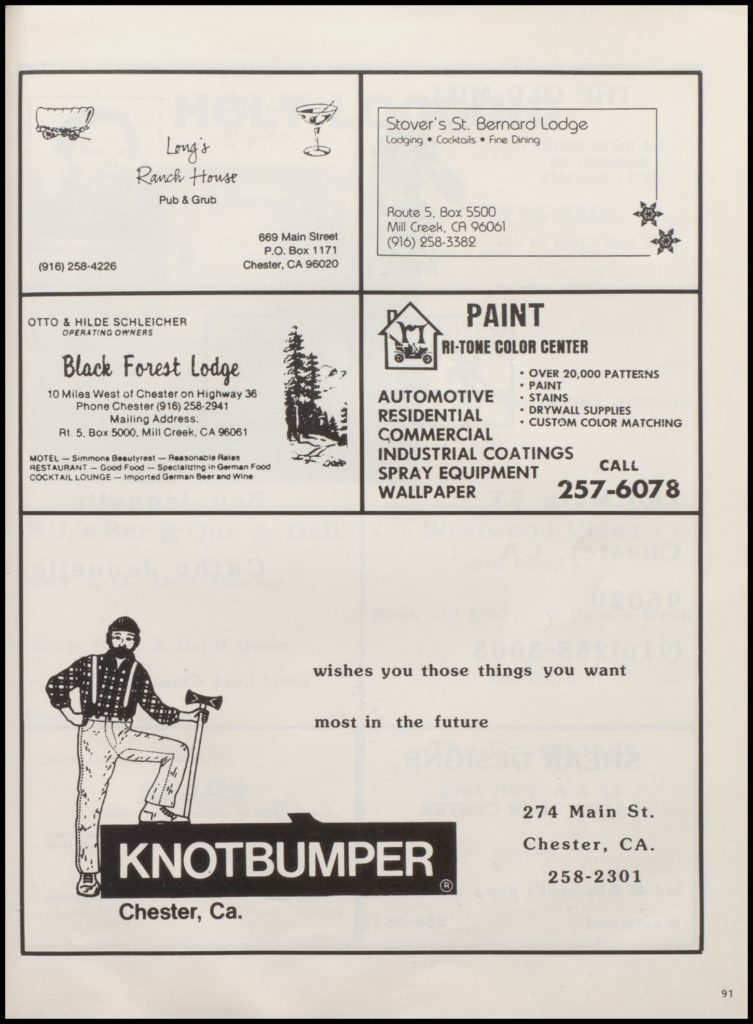 Long's
Ranch House
Pub & Grub
669 Main Street
P.O. Box 1171
(916) 258-4226
Chester, CA 96020
Stover's St. Bernard Lodge
Lodging • Cocktails • Fine Dining
Route 5, Box 5500
Mill Creek, CA 96061
(916) 258-3382
OTTO & HILDE SCHLEICHER
OPERATING OWNERS
Black Forest Lodge
10 Miles West of Chester on Highway 36
Phone Chester (916) 258-2941
Mailing Address:
Rt. 5, Box 5000, Mill Creek, CA 96061
MOTEL — Simmons Beautyrest — Reasonable Rates
RESTAURANT — Good Food — Specializing in German Food
COCKTAIL LOUNGE — Imported German Beer and Wine
PAINT
RI-TONE COLOR CENTER
• OVER 20,000 PATTERNS
• PAINT
• STAINS
• DRYWALL SUPPLIES
• CUSTOM COLOR MATCHING
AUTOMOTIVE
RESIDENTIAL
COMMERCIAL
INDUSTRIAL COATINGS
SPRAY EQUIPMENT
WALLPAPER
CALL
257-6078
wishes you those things you want
most in the future
274 Main St.
Chester, CA.
258-2301
KNOTBUMPER®
Chester, Ca.
91